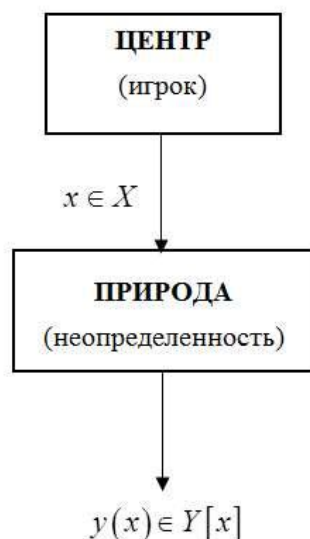 ЦЕНТР
(игрок)
x ∈ X
ПРИРОДА
(неопределенность)
y(x) ∈ Y[x]